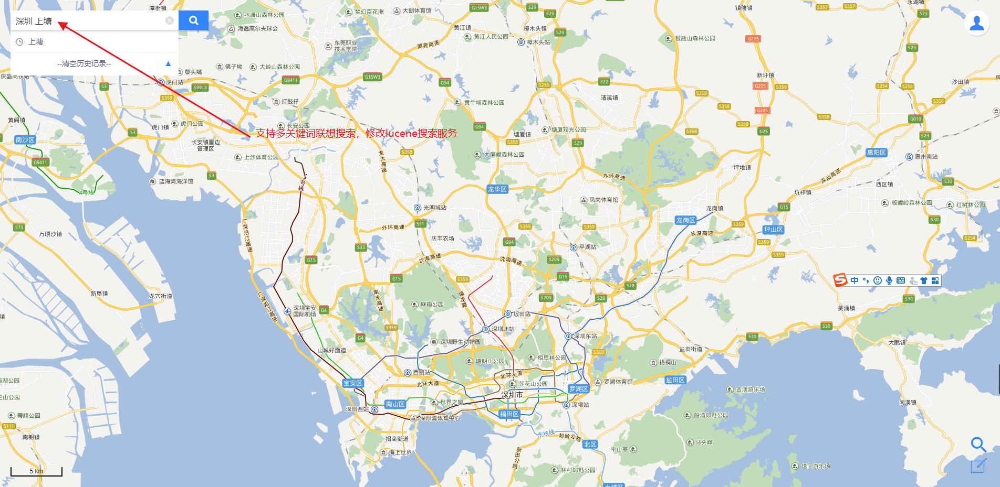 深圳 上塘
上塘
--清空历史记录--
支持多关键词联想搜索，修改lucene搜索服务
厚街镇
水濂山森林公园
海逸高尔夫球会
梦幻百花洲
大朗体育馆
G15W3
S29
S29
樟木头镇
黄江镇
黄江人民公园
樟木头站
S29
银瓶山森林公园
G205
镇隆镇
S357
S357
永湖镇
S23
S23
东莞职业
技术学院
潮莞高速
黎头嘴
佛子坳
大岭山森林公园
虎门站
S3
S9918
S358
G9411
G15W3
G94
S255
S22
新圩镇
G205
S358
S254
S254
沙田镇
打鼓仔
黄牛埔森林公园
清溪镇
S358
S358
G205
S356
黄阁镇
南沙区
虎门镇
虎门公园
S3
长安公园
G94
塘厦镇
S358
塘厦观光公园
S29
S358
S358
G25
S358
G010
S23
长安镇厦边
管理区
上沙体育公园
龙大高速
S358
大屏嶂森林公园
惠阳区
惠州南站
G9411
4号线
S3
蓝海湾海洋馆
外环高速
坪地镇
深汕高速
西区镇
S30
龙华区
光明城站
凤岗体育馆
龙岗镇
坑梓镇
G15
板嶂岭森林公园
红树林公园
S30
S73
万顷沙镇
广深沿江高速
外环高速
S31
庆丰农场
S359
S359
龙岗区
长深高速
S359
坪山区
S254
S33
G94
平湖站
S359
S359
G15
沈海高速
沈海高速
S209
G15
S359
G15
S28
中
新垦镇
龙穴街道
广深沿江高速
南光高速
福龙路
麻磡公园
S209
S28
S30
葵涌镇
深圳宝安
国际机场
G4
坂田站
S359
深圳北站
深圳东站
S30
S30
G4
深圳野生动物园
山城好面道
塘朗山公园
相思林公园
S360
梧桐山
盐田街道
大鹏镇
西丽站
北环大道
北环大道
莲花山公园
宝安区
罗湖区
罗湖体育馆
盐田区
吉澳游乐场
深圳市
南山区
世界之窗
深圳西站
深圳湾体育中心
福田区
深圳站
南澳镇
船湾郊野公园
蒂峰公园
S111
南朗镇
招商街道
海上世界
东铁线
粉岭公路
北区
新田公路
平山寨
马头峰
林村郊野公园
塔门游乐场
5 km